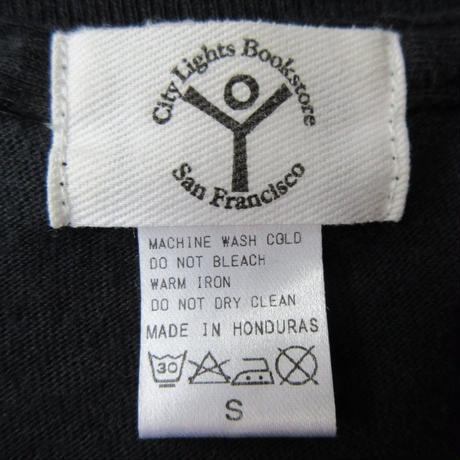 City Lights Bookstore
San Francisco
MACHINE WASH COLD
DO NOT BLEACH
WARM IRON
DO NOT DRY CLEAN
MADE IN HONDURAS
30
S